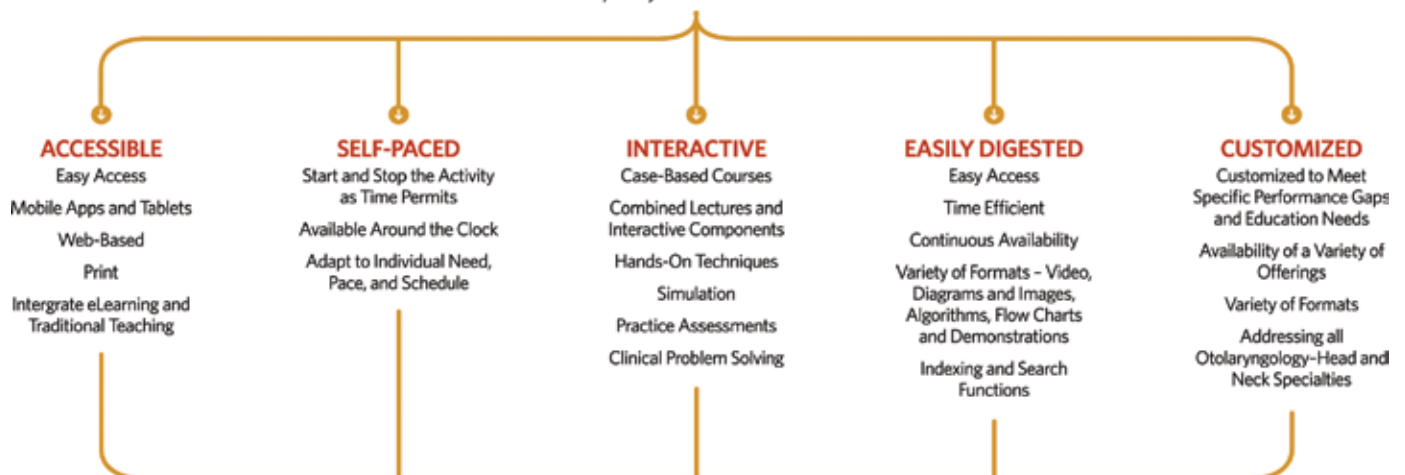 ACCESSIBLE
Easy Access
Mobile Apps and Tablets
Web-Based
Print
Intergrate eLearning and
Traditional Teaching
SELF-PACED
Start and Stop the Activity
as Time Permits
Available Around the Clock
Adapt to Individual Need,
Pace, and Schedule
INTERACTIVE
Case-Based Courses
Combined Lectures and
Interactive Components
Hands-On Techniques
Simulation
Practice Assessments
Clinical Problem Solving
EASILY DIGESTED
Easy Access
Time Efficient
Continuous Availability
Variety of Formats – Video,
Diagrams and Images,
Algorithms, Flow Charts
and Demonstrations
Indexing and Search
Functions
CUSTOMIZED
Customized to Meet
Specific Performance Gaps
and Education Needs
Availability of a Variety of
Offerings
Variety of Formats
Addressing all
Otolaryngology–Head and
Neck Specialties